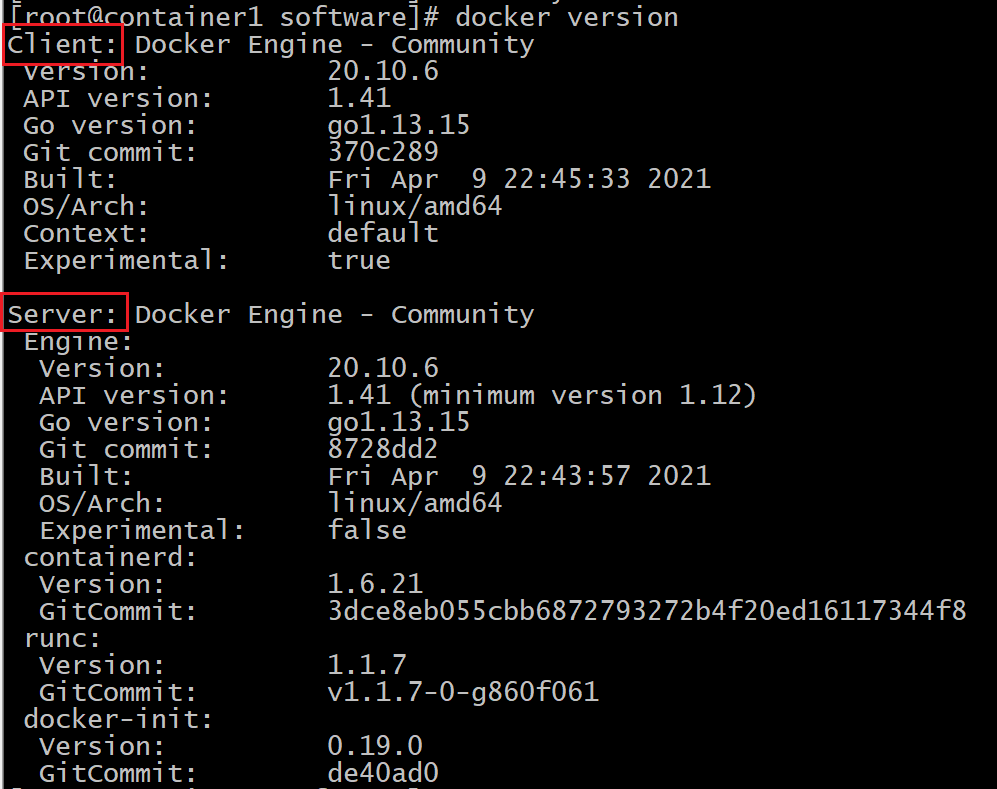 [root@container1 software]# docker version
Client: Docker Engine - Community
Version: 20.10.6
API version: 1.41
Go version: go1.13.15
Git commit: 370c289
Built: Fri Apr  9 22:45:33 2021
OS/Arch: linux/amd64
Context: default
Experimental: true
Server: Docker Engine - Community
Engine:
Version: 20.10.6
API version: 1.41 (minimum version 1.12)
Go version: go1.13.15
Git commit: 8728dd2
Built: Fri Apr  9 22:43:57 2021
OS/Arch: linux/amd64
Experimental: false
containerd:
Version: 1.6.21
GitCommit: 3dce8eb055cbb6872793272b4f20ed16117344f8
runc:
Version: 1.1.7
GitCommit: v1.1.7-0-g860f061
docker-init:
Version: 0.19.0
GitCommit: de40ad0